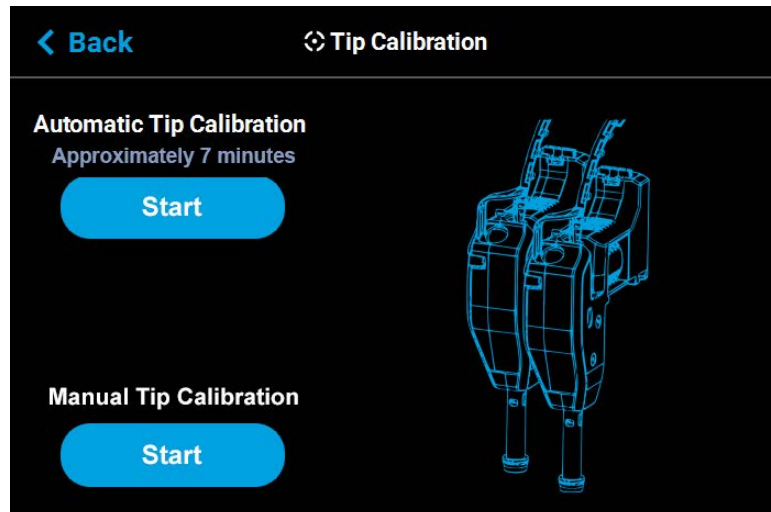 Back
Tip Calibration
Automatic Tip Calibration
Approximately 7 minutes
Start
Manual Tip Calibration
Start